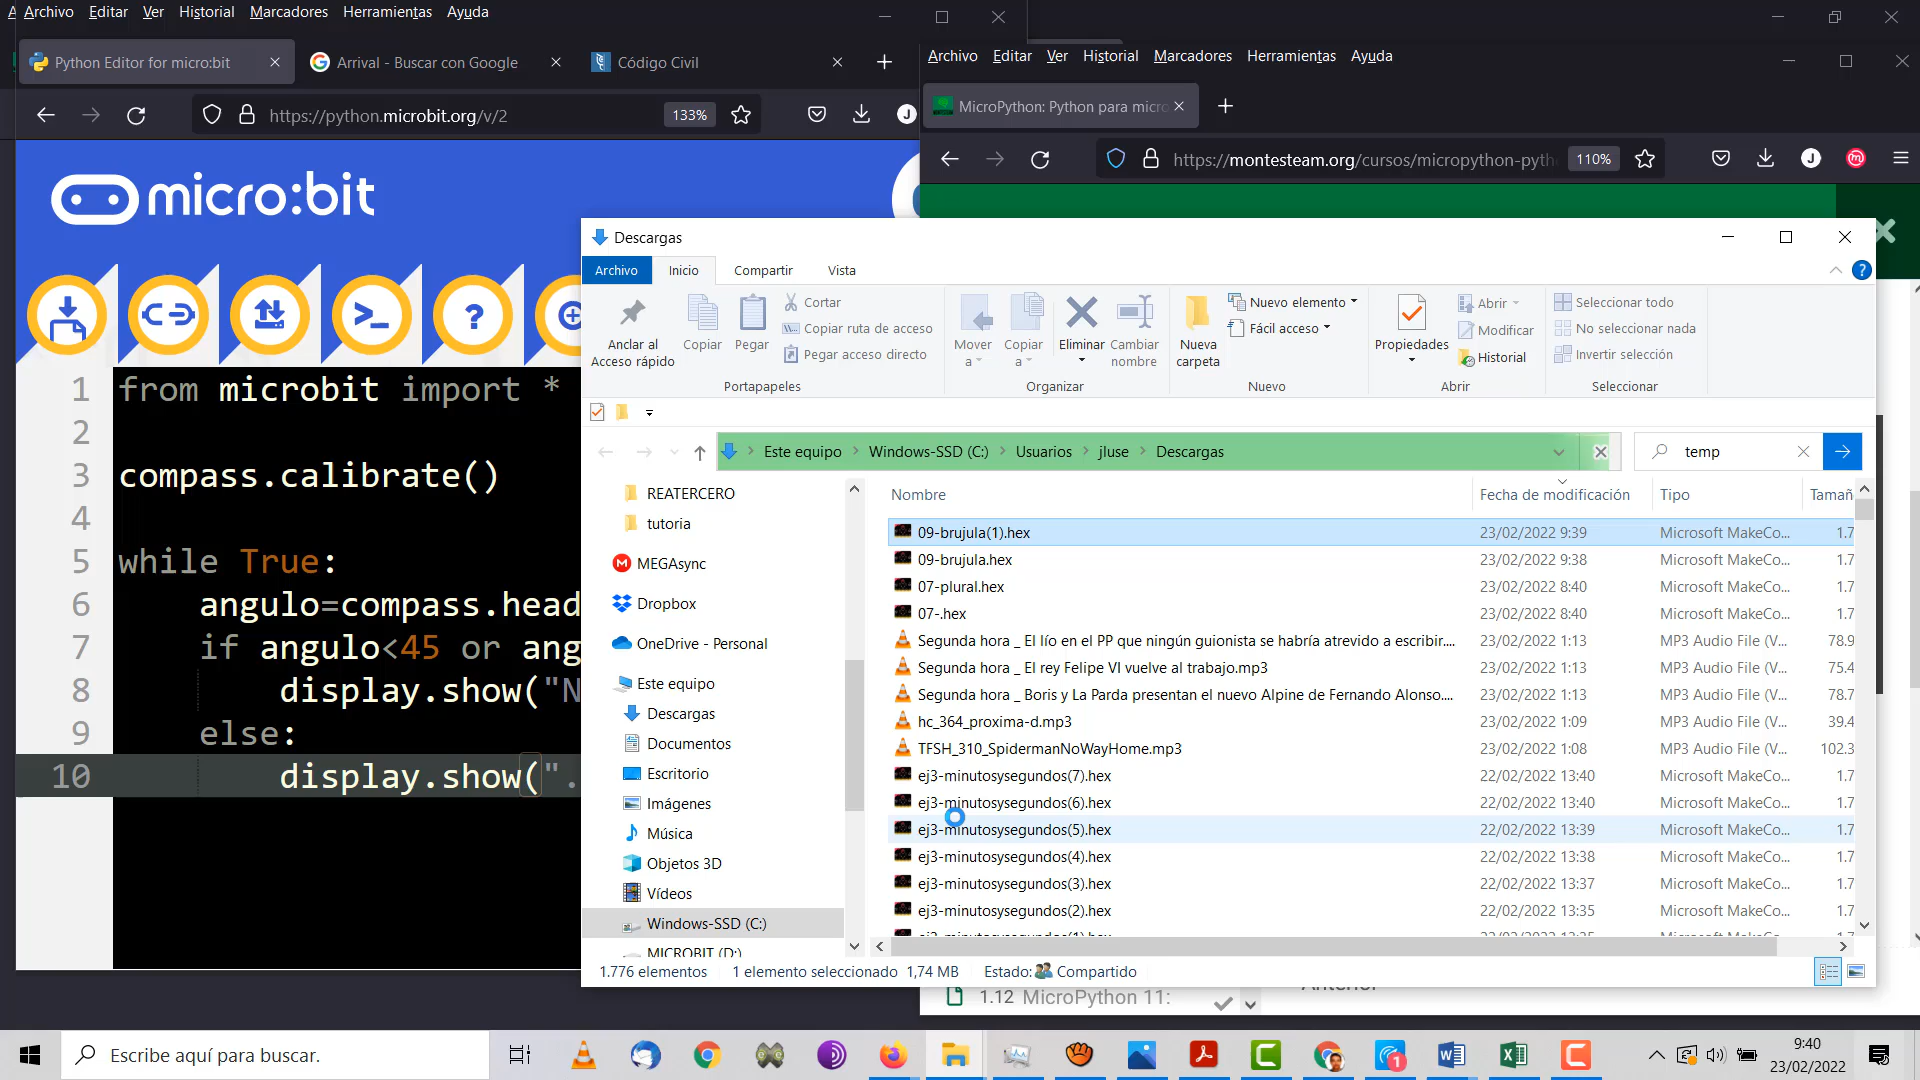 Archivo Editar Ver Historial Marcadores Herramientas Ayuda
Python Editor for micro:bit
Arrival - Buscar con Google
Código Civil
https://python.microbit.org/v/2
133%
J
micro:bit
1 from microbit import *
2
3 compass.calibrate()
4
5 while True:
6 angulo=compass.head
7 if angulo<45 or ang
8 display.show("N
9 else:
10 display.show(".
Archivo Editar Ver Historial Marcadores Herramientas Ayuda
MicroPython: Python para micro
https://montesteam.org/cursos/micropython-pyth
110%
J
Descargas
Archivo Inicio Compartir Vista
Anclar al
Acceso rápido
Copiar
Pegar
Cortar
Copiar ruta de acceso
Pegar acceso directo
Portapapeles
Mover
a
Copiar
a
Eliminar
Cambiar
nombre
Organizar
Nueva
carpeta
Nuevo elemento
Fácil acceso
Nuevo
Propiedades
Abrir
Modificar
Historial
Abrir
Seleccionar todo
No seleccionar nada
Invertir selección
Seleccionar
Este equipo > Windows-SSD (C:) > Usuarios > jluse > Descargas
temp
REATERCERO
tutoria
MEGAsync
Dropbox
OneDrive - Personal
Este equipo
Descargas
Documentos
Escritorio
Imágenes
Música
Objetos 3D
Vídeos
Windows-SSD (C:)
MICROBIT (D:)
Nombre Fecha de modificación Tipo Tamañ
09-brujula(1).hex 23/02/2022 9:39 Microsoft MakeCo... 1.7
09-brujula.hex 23/02/2022 9:38 Microsoft MakeCo... 1.7
07-plural.hex 23/02/2022 8:40 Microsoft MakeCo... 1.7
07-.hex 23/02/2022 8:40 Microsoft MakeCo... 1.7
Segunda hora _ El lío en el PP que ningún guionista se habría atrevido a escribir.... 23/02/2022 1:13 MP3 Audio File (V... 78.9
Segunda hora _ El rey Felipe VI vuelve al trabajo.mp3 23/02/2022 1:13 MP3 Audio File (V... 75.4
Segunda hora _ Boris y La Parda presentan el nuevo Alpine de Fernando Alonso.... 23/02/2022 1:13 MP3 Audio File (V... 78.7
hc_364_proxima-d.mp3 23/02/2022 1:09 MP3 Audio File (V... 39.4
TFSH_310_SpidermanNoWayHome.mp3 23/02/2022 1:08 MP3 Audio File (V... 102.3
ej3-minutosysegundos(7).hex 22/02/2022 13:40 Microsoft MakeCo... 1.7
ej3-minutosysegundos(6).hex 22/02/2022 13:40 Microsoft MakeCo... 1.7
ej3-minutosysegundos(5).hex 22/02/2022 13:39 Microsoft MakeCo... 1.7
ej3-minutosysegundos(4).hex 22/02/2022 13:38 Microsoft MakeCo... 1.7
ej3-minutosysegundos(3).hex 22/02/2022 13:37 Microsoft MakeCo... 1.7
ej3-minutosysegundos(2).hex 22/02/2022 13:35 Microsoft MakeCo... 1.7
1.776 elementos 1 elemento seleccionado 1,74 MB Estado: Compartido
1.12 MicroPython 11:
Anterior
Escribe aquí para buscar.
9:40
23/02/2022